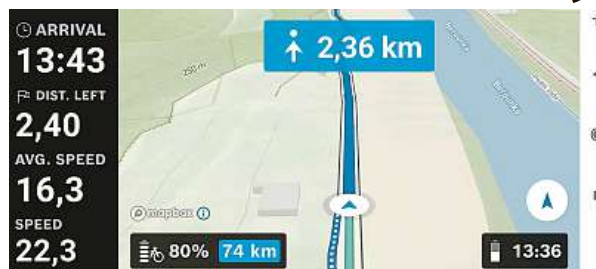 ARRIVAL
13:43
DIST. LEFT
2,40
AVG. SPEED
16,3
SPEED
22,3
2,36 km
250 m
mapbox
80% 74 km
13:36